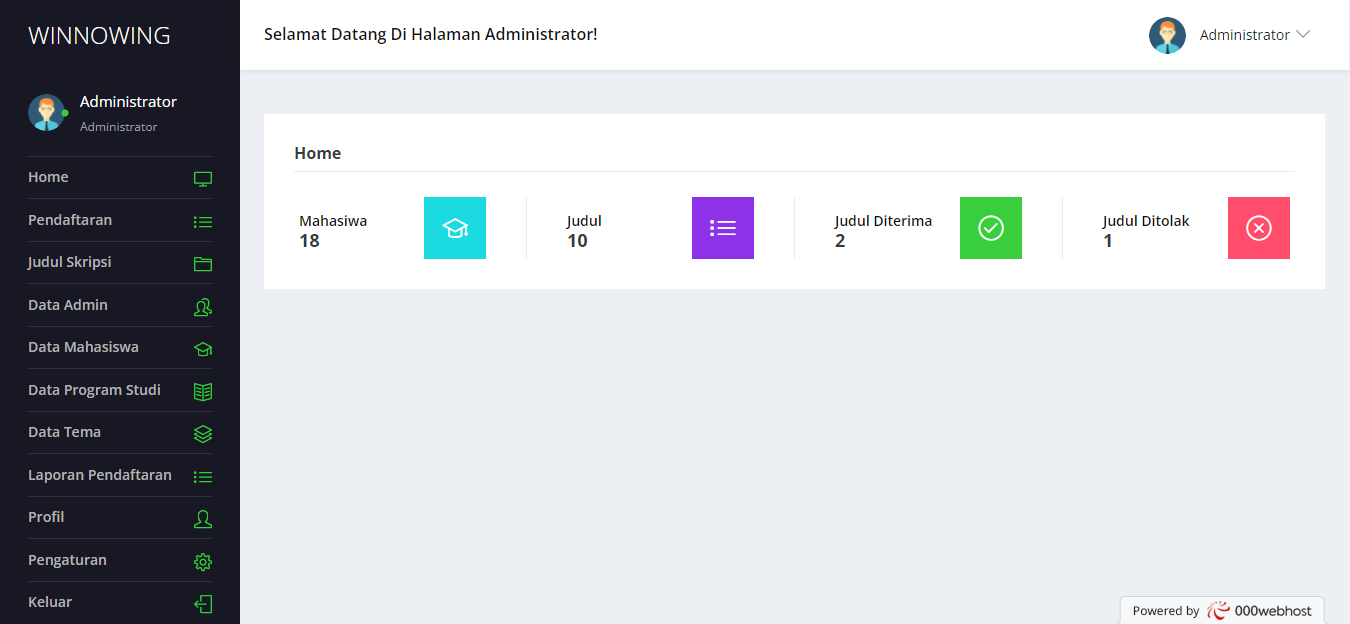 WINNOWING
Selamat Datang Di Halaman Administrator!
Administrator
Administrator
Administrator
Home
Pendaftaran
Judul Skripsi
Data Admin
Data Mahasiswa
Data Program Studi
Data Tema
Laporan Pendaftaran
Profil
Pengaturan
Keluar
Home
Mahasiwa
18
Judul
10
Judul Diterima
2
Judul Ditolak
1
Powered by 000webhost